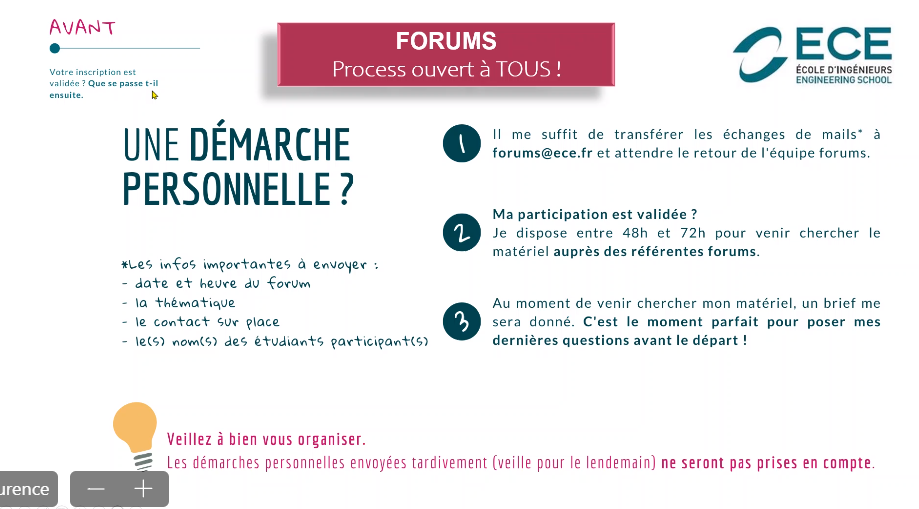 AVANT
Votre inscription est
validée ? Que se passe t-il
ensuite.
FORUMS
Process ouvert à TOUS !
ECE
ÉCOLE D'INGÉNIEURS
ENGINEERING SCHOOL
UNE DÉMARCHE
PERSONNELLE ?
*Les infos importantes à envoyer :
- date et heure du forum
- la thématique
- le contact sur place
- le(s) nom(s) des étudiants participant(s)
1
Il me suffit de transférer les échanges de mails* à
forums@ece.fr et attendre le retour de l'équipe forums.
2
Ma participation est validée ?
Je dispose entre 48h et 72h pour venir chercher le
matériel auprès des référentes forums.
3
Au moment de venir chercher mon matériel, un brief me
sera donné. C'est le moment parfait pour poser mes
dernières questions avant le départ !
Veillez à bien vous organiser.
Les démarches personnelles envoyées tardivement (veille pour le lendemain) ne seront pas prises en compte.
urence